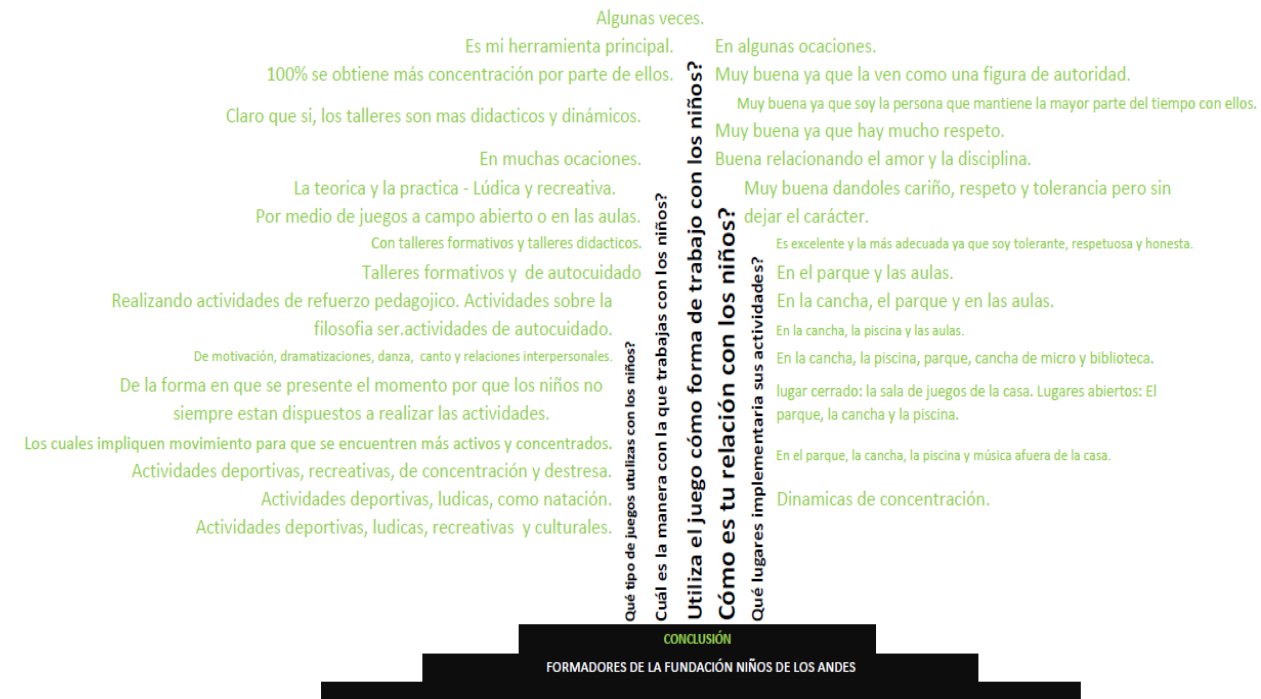 Algunas veces.
Es mi herramienta principal.
100% se obtiene más concentración por parte de ellos.
Claro que si, los talleres son mas didacticos y dinámicos.
En muchas ocaciones.
La teorica y la practica - Lúdica y recreativa.
Por medio de juegos a campo abierto o en las aulas.
Con talleres formativos y talleres didacticos.
Talleres formativos y de autocuidado
Realizando actividades de refuerzo pedagojico. Actividades sobre la
filosofia ser.actividades de autocuidado.
De motivación, dramatizaciones, danza, canto y relaciones interpersonales.
De la forma en que se presente el momento por que los niños no
siempre estan dispuestos a realizar las actividades.
Los cuales impliquen movimiento para que se encuentren más activos y concentrados.
Actividades deportivas, recreativas, de concentración y destresa.
Actividades deportivas, ludicas, como natación.
Actividades deportivas, ludicas, recreativas y culturales.
Qué tipo de juegos utulizas con los niños?
Cuál es la manera con la que trabajas con los niños?
Utiliza el juego cómo forma de trabajo con los niños?
Cómo es tu relación con los niños?
Qué lugares implementaria sus actividades?
En algunas ocaciones.
Muy buena ya que la ven como una figura de autoridad.
Muy buena ya que soy la persona que mantiene la mayor parte del tiempo con ellos.
Muy buena ya que hay mucho respeto.
Buena relacionando el amor y la disciplina.
Muy buena dandoles cariño, respeto y tolerancia pero sin
dejar el carácter.
Es excelente y la más adecuada ya que soy tolerante, respetuosa y honesta.
En el parque y las aulas.
En la cancha, el parque y en las aulas.
En la cancha, la piscina y las aulas.
En la cancha, la piscina, parque, cancha de micro y biblioteca.
lugar cerrado: la sala de juegos de la casa. Lugares abiertos: El
parque, la cancha y la piscina.
En el parque, la cancha, la piscina y música afuera de la casa.
Dinamicas de concentración.
CONCLUSIÓN
FORMADORES DE LA FUNDACIÓN NIÑOS DE LOS ANDES